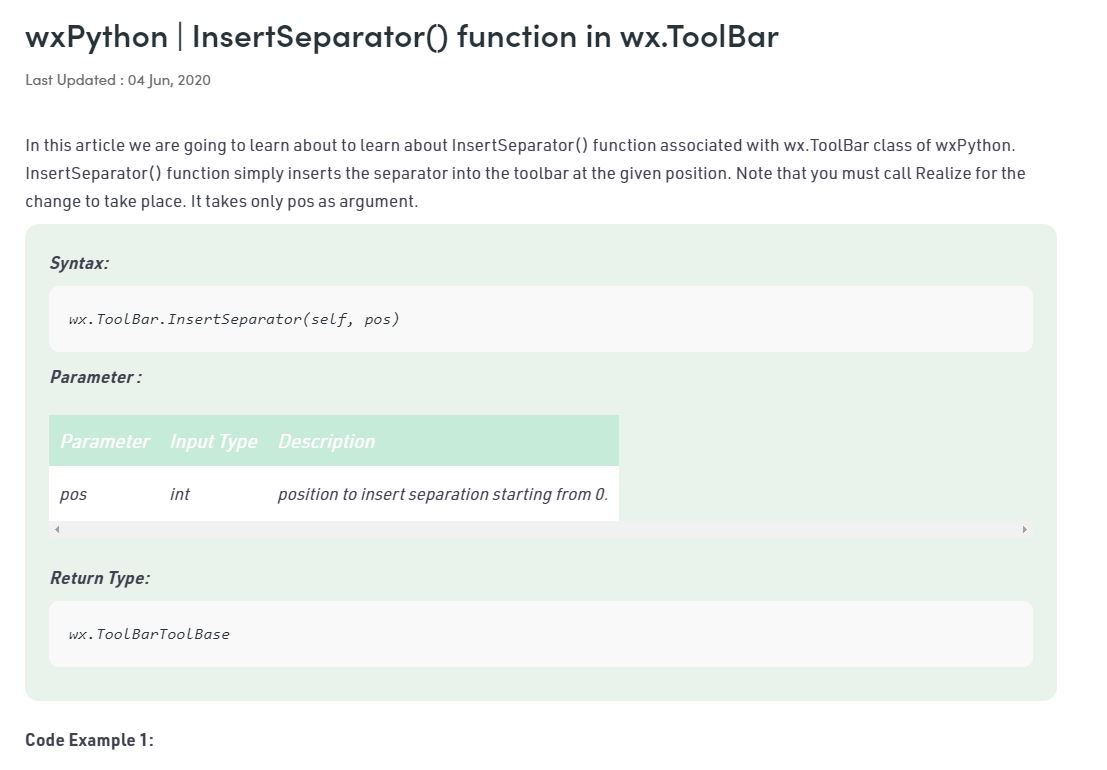 wxPython | InsertSeparator() function in wx.ToolBar
Last Updated : 04 Jun, 2020
In this article we are going to learn about to learn about InsertSeparator() function associated with wx.ToolBar class of wxPython.
InsertSeparator() function simply inserts the separator into the toolbar at the given position. Note that you must call Realize for the
change to take place. It takes only pos as argument.
Syntax:
wx.ToolBar.InsertSeparator(self, pos)
Parameter :
Parameter Input Type Description
pos int position to insert separation starting from 0.
Return Type:
wx.ToolBarToolBase
Code Example 1: